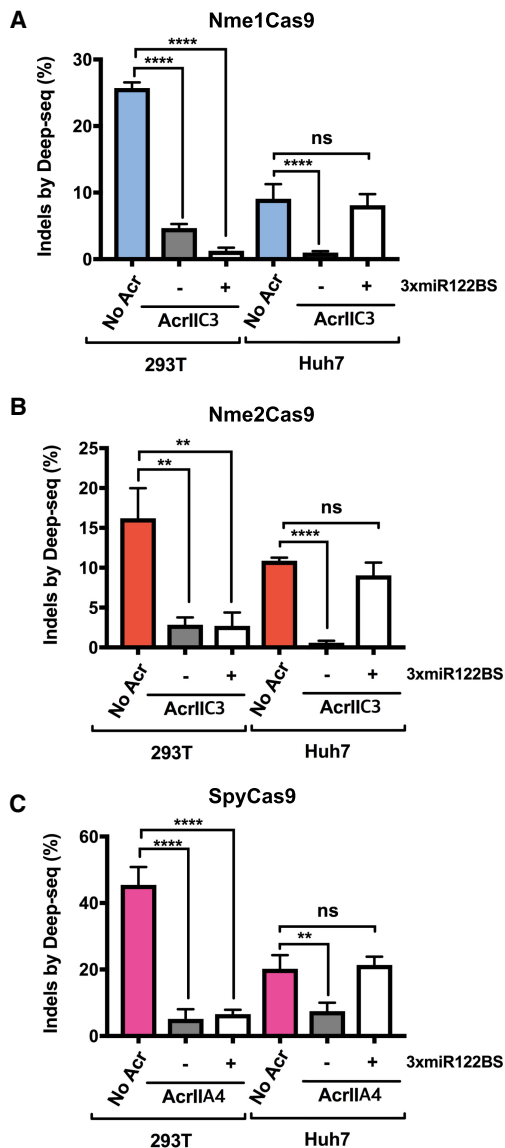 A
Nme1Cas9
Indels by Deep-seq (%)
30
20
10
0
****
****
ns
****
No Acr - + No Acr - + 3xmiR122BS
AcrIIC3 AcrIIC3
293T Huh7
B
Nme2Cas9
Indels by Deep-seq (%)
25
20
15
10
5
0
**
**
ns
****
No Acr - + No Acr - + 3xmiR122BS
AcrIIC3 AcrIIC3
293T Huh7
C
SpyCas9
Indels by Deep-seq (%)
60
40
20
0
****
****
ns
**
No Acr - + No Acr - + 3xmiR122BS
AcrIIA4 AcrIIA4
293T Huh7